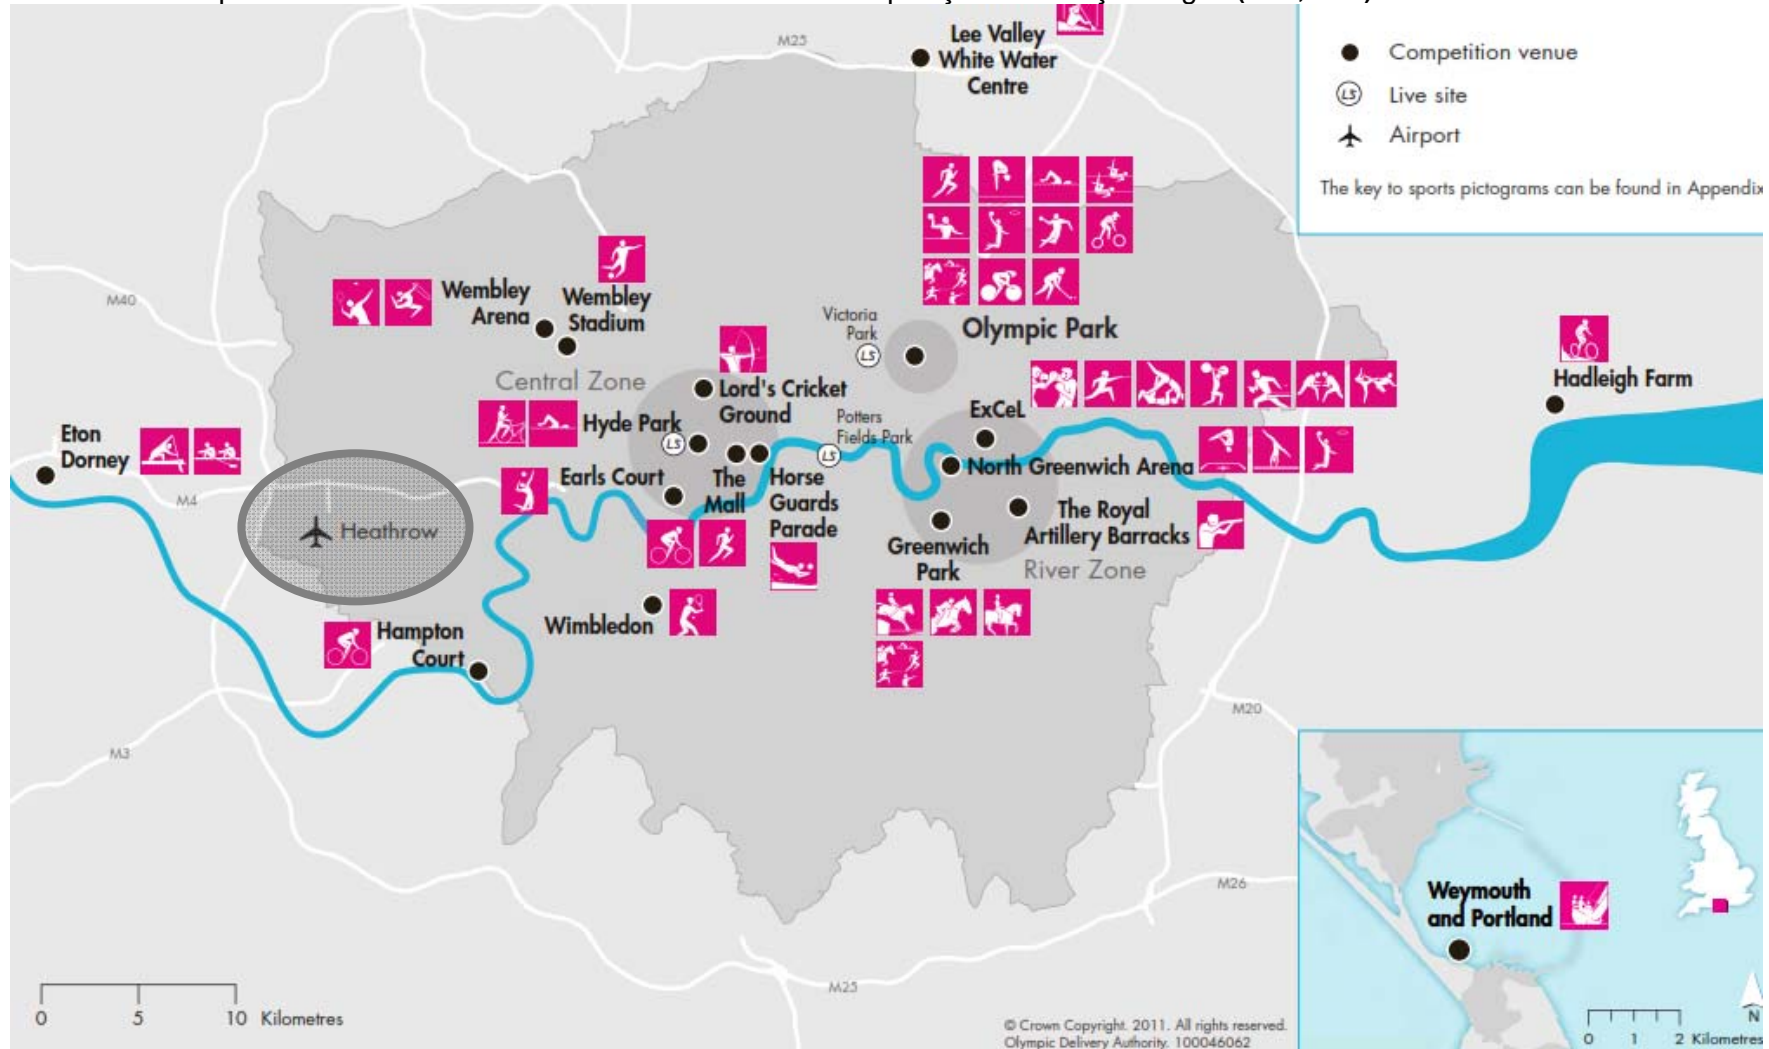 M25
Lee Valley
White Water
Centre
Competition venue
LS Live site
Airport
The key to sports pictograms can be found in Appendix
M40
Wembley
Arena
Wembley
Stadium
Victoria
Park
LS
Olympic Park
Central Zone
Lord's Cricket
Ground
Hyde Park
LS
Potters
Fields Park
LS
ExCeL
Hadleigh Farm
Eton
Dorney
M4
Heathrow
Earls Court
The
Mall
Horse
Guards
Parade
North Greenwich Arena
The Royal
Artillery Barracks
Greenwich
Park
River Zone
Wimbledon
Hampton
Court
M3
M20
M26
M25
Weymouth
and Portland
0 5 10 Kilometres
© Crown Copyright. 2011. All rights reserved.
Olympic Delivery Authority. 100046062
N
0 1 2 Kilometres